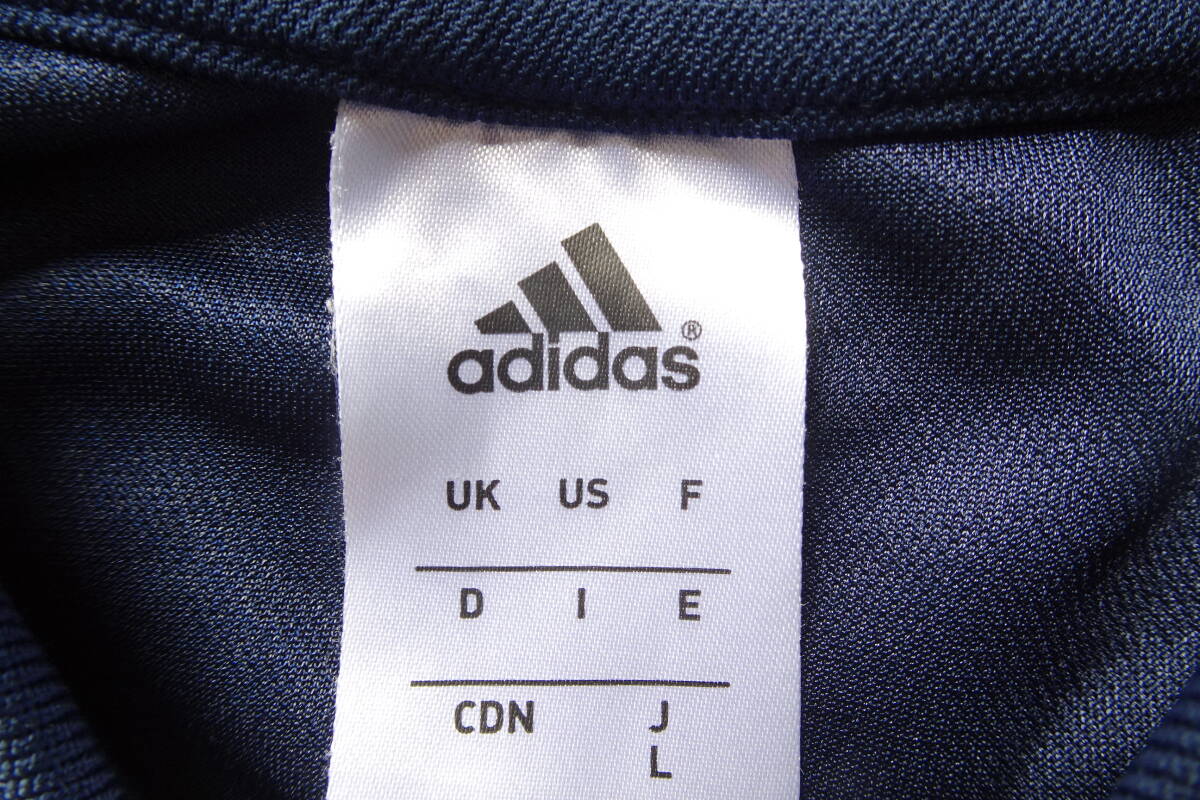 adidas®
UK US F
D I E
CDN J
L